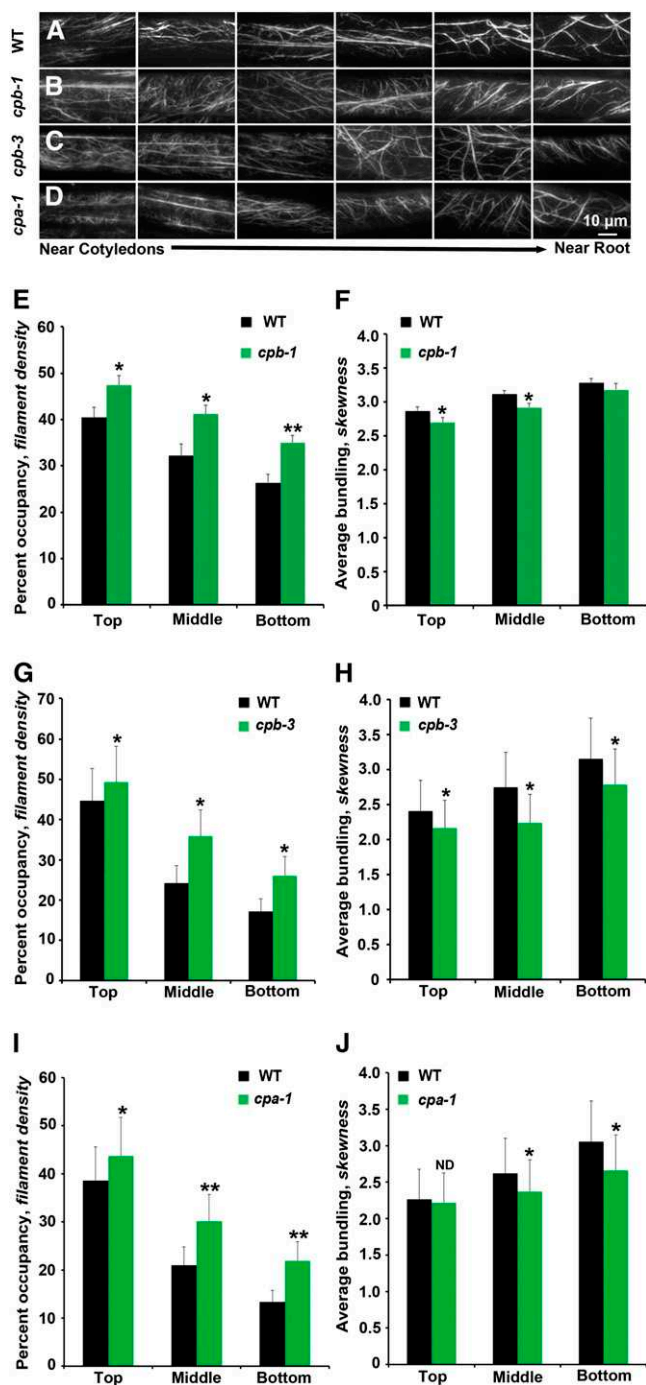 WT
A
cpb-1
B
cpb-3
C
cpa-1
D
10 µm
Near Cotyledons
Near Root
E
Percent occupancy, filament density
60
50
40
30
20
10
0
WT
cpb-1
*
*
**
Top
Middle
Bottom
F
Average bundling, skewness
4.0
3.5
3.0
2.5
2.0
1.5
1.0
0.5
0
WT
cpb-1
*
*
Top
Middle
Bottom
G
Percent occupancy, filament density
70
60
50
40
30
20
10
0
WT
cpb-3
*
*
*
Top
Middle
Bottom
H
Average bundling, skewness
4.0
3.5
3.0
2.5
2.0
1.5
1.0
0.5
0
WT
cpb-3
*
*
*
Top
Middle
Bottom
I
Percent occupancy, filament density
60
50
40
30
20
10
0
WT
cpa-1
*
**
**
Top
Middle
Bottom
J
Average bundling, skewness
4.0
3.5
3.0
2.5
2.0
1.5
1.0
0.5
0
WT
cpa-1
ND
*
*
Top
Middle
Bottom